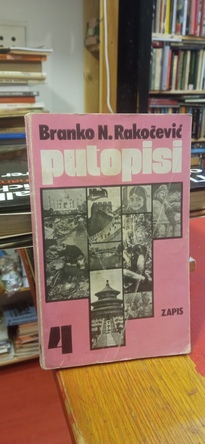 Branko N. Rakočević
putopisi
ZAPIS
4